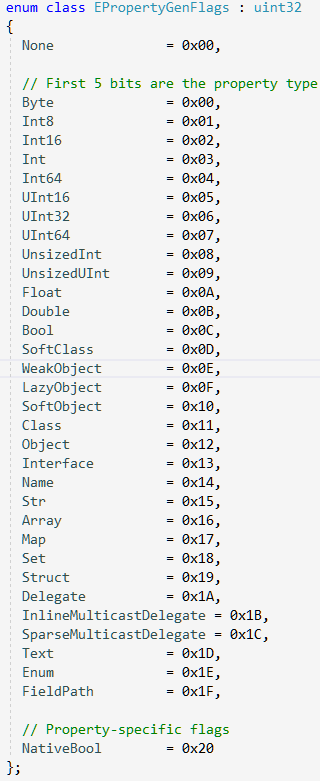 enum class EPropertyGenFlags : uint32
{
None = 0x00,
// First 5 bits are the property type
Byte = 0x00,
Int8 = 0x01,
Int16 = 0x02,
Int = 0x03,
Int64 = 0x04,
UInt16 = 0x05,
UInt32 = 0x06,
UInt64 = 0x07,
UnsizedInt = 0x08,
UnsizedUInt = 0x09,
Float = 0x0A,
Double = 0x0B,
Bool = 0x0C,
SoftClass = 0x0D,
WeakObject = 0x0E,
LazyObject = 0x0F,
SoftObject = 0x10,
Class = 0x11,
Object = 0x12,
Interface = 0x13,
Name = 0x14,
Str = 0x15,
Array = 0x16,
Map = 0x17,
Set = 0x18,
Struct = 0x19,
Delegate = 0x1A,
InlineMulticastDelegate = 0x1B,
SparseMulticastDelegate = 0x1C,
Text = 0x1D,
Enum = 0x1E,
FieldPath = 0x1F,
// Property-specific flags
NativeBool = 0x20
};